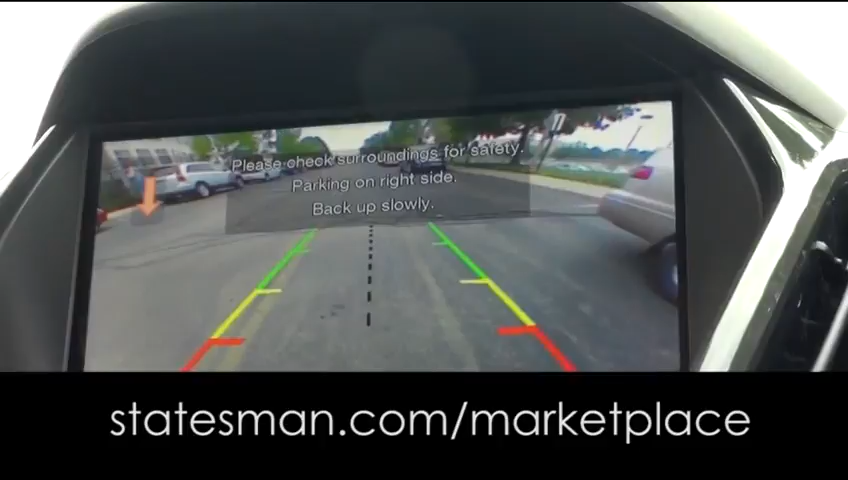 Please check surroundings for safety.
Parking on right side.
Back up slowly.
statesman.com/marketplace